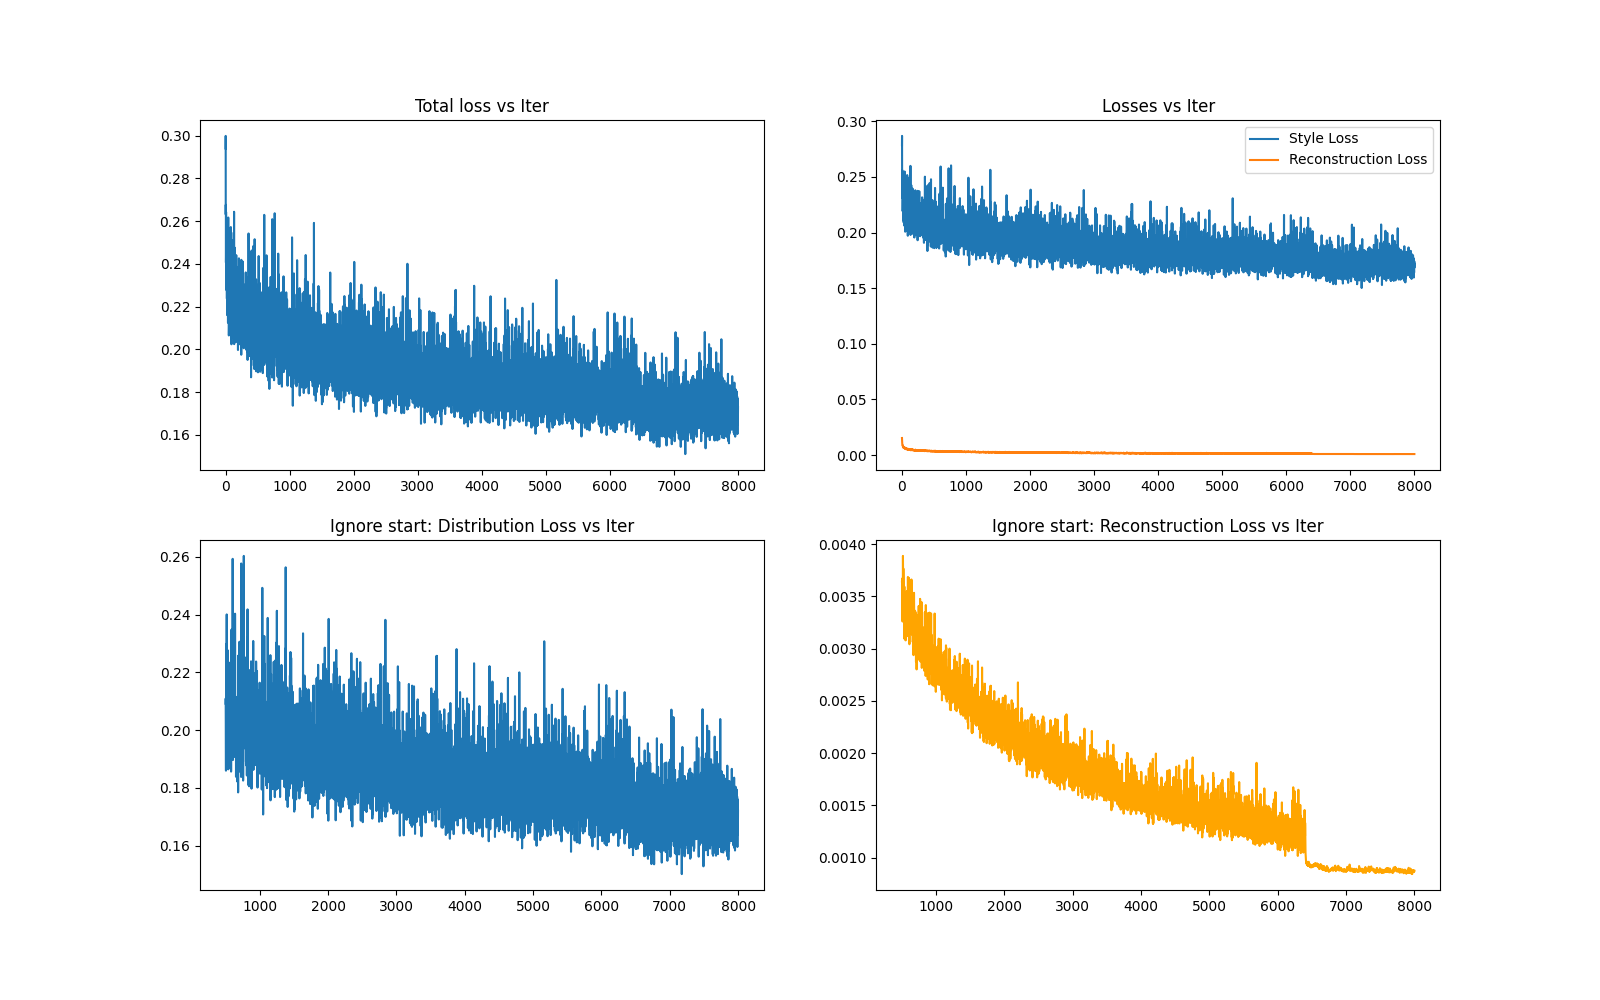 Total loss vs Iter
0.30
0.28
0.26
0.24
0.22
0.20
0.18
0.16
0 1000 2000 3000 4000 5000 6000 7000 8000
Losses vs Iter
0.30
0.25
0.20
0.15
0.10
0.05
0.00
Style Loss
Reconstruction Loss
0 1000 2000 3000 4000 5000 6000 7000 8000
Ignore start: Distribution Loss vs Iter
0.26
0.24
0.22
0.20
0.18
0.16
1000 2000 3000 4000 5000 6000 7000 8000
Ignore start: Reconstruction Loss vs Iter
0.0040
0.0035
0.0030
0.0025
0.0020
0.0015
0.0010
1000 2000 3000 4000 5000 6000 7000 8000